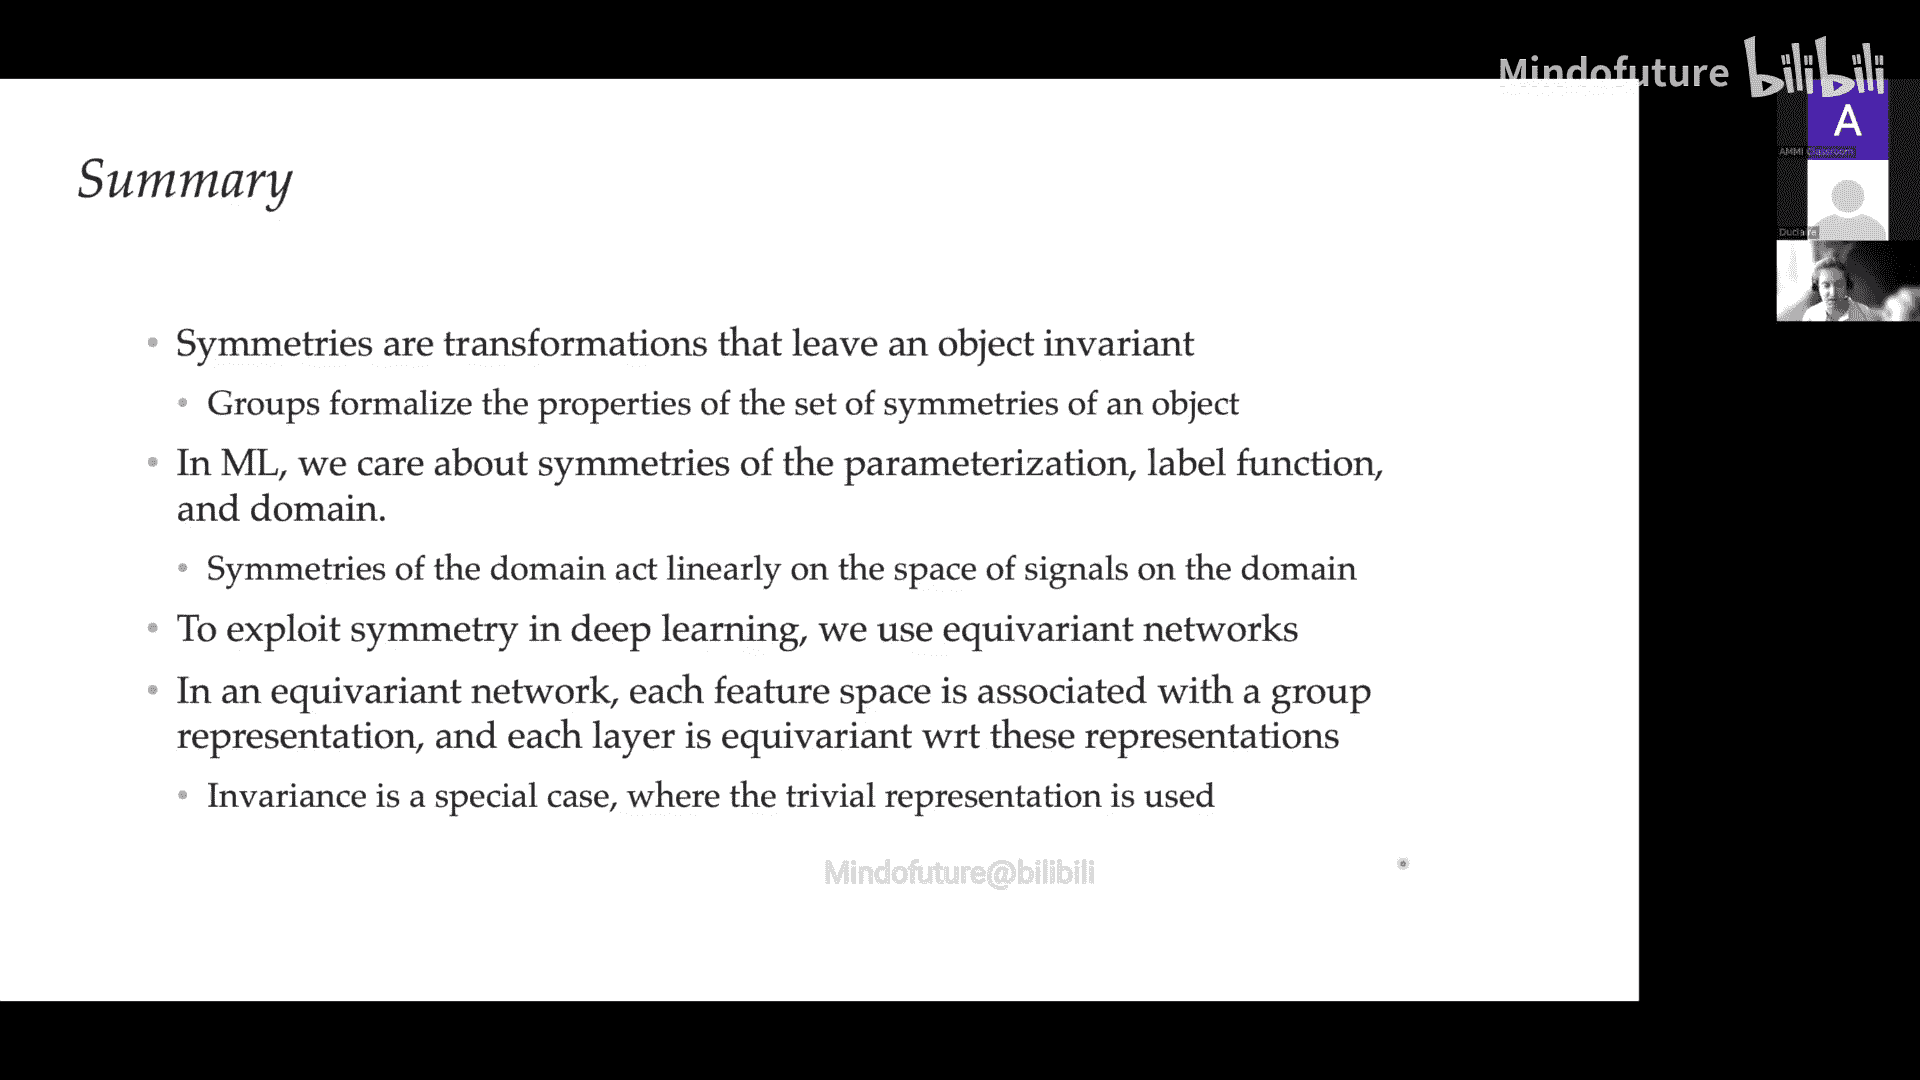 Mindofuture bilibili
A
AMMI Classroom
Summary
• Symmetries are transformations that leave an object invariant
• Groups formalize the properties of the set of symmetries of an object
• In ML, we care about symmetries of the parameterization, label function,
and domain.
• Symmetries of the domain act linearly on the space of signals on the domain
• To exploit symmetry in deep learning, we use equivariant networks
• In an equivariant network, each feature space is associated with a group
representation, and each layer is equivariant wrt these representations
• Invariance is a special case, where the trivial representation is used
Mindofuture@bilibili